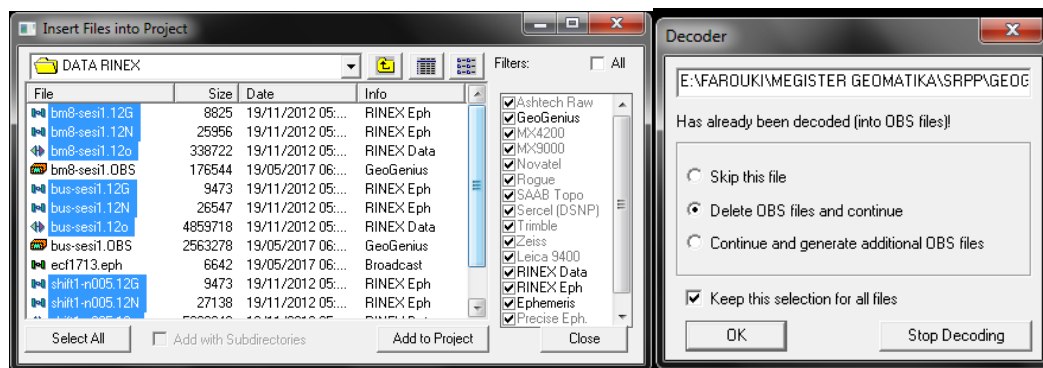 Insert Files into Project
DATA RINEX
Filters:
All
File Size Date Info
bm8-sesi1.12G 8825 19/11/2012 05:... RINEX Eph
bm8-sesi1.12N 25956 19/11/2012 05:... RINEX Eph
bm8-sesi1.12o 338722 19/11/2012 05:... RINEX Data
bm8-sesi1.OBS 176544 19/05/2017 06:... GeoGenius
bus-sesi1.12G 9473 19/11/2012 05:... RINEX Eph
bus-sesi1.12N 26547 19/11/2012 05:... RINEX Eph
bus-sesi1.12o 4859718 19/11/2012 05:... RINEX Data
bus-sesi1.OBS 2563278 19/05/2017 06:... GeoGenius
ecf1713.eph 6642 19/05/2017 06:... Broadcast
shift1-n005.12G 9473 19/11/2012 05:... RINEX Eph
shift1-n005.12N 27138 19/11/2012 05:... RINEX Eph
Ashtech Raw
GeoGenius
MX4200
MX9000
Novatel
Rogue
SAAB Topo
Sercel (DSNP)
Trimble
Zeiss
Leica 9400
RINEX Data
RINEX Eph
Ephemeris
Precise Eph.
Select All
Add with Subdirectories
Add to Project
Close
Decoder
E:\FAROUKI\MEGISTER GEOMATIKA\SRPP\GEOG
Has already been decoded (into OBS files)!
Skip this file
Delete OBS files and continue
Continue and generate additional OBS files
Keep this selection for all files
OK
Stop Decoding